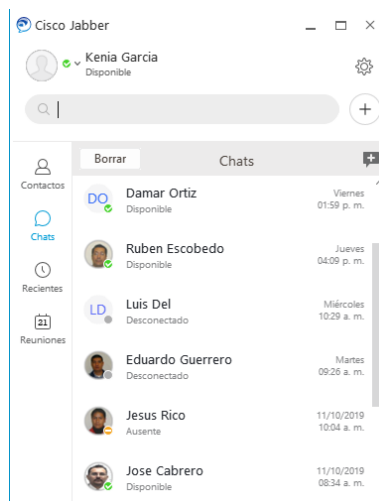 Cisco Jabber
Kenia Garcia
Disponible
Borrar
Chats
Contactos
Chats
Recientes
21
Reuniones
DO
Damar Ortiz
Disponible
Viernes
01:59 p. m.
Ruben Escobedo
Disponible
Jueves
04:09 p. m.
LD
Luis Del
Desconectado
Miércoles
10:29 a. m.
Eduardo Guerrero
Desconectado
Martes
09:26 a. m.
Jesus Rico
Ausente
11/10/2019
10:04 a. m.
Jose Cabrero
Disponible
11/10/2019
08:34 a. m.